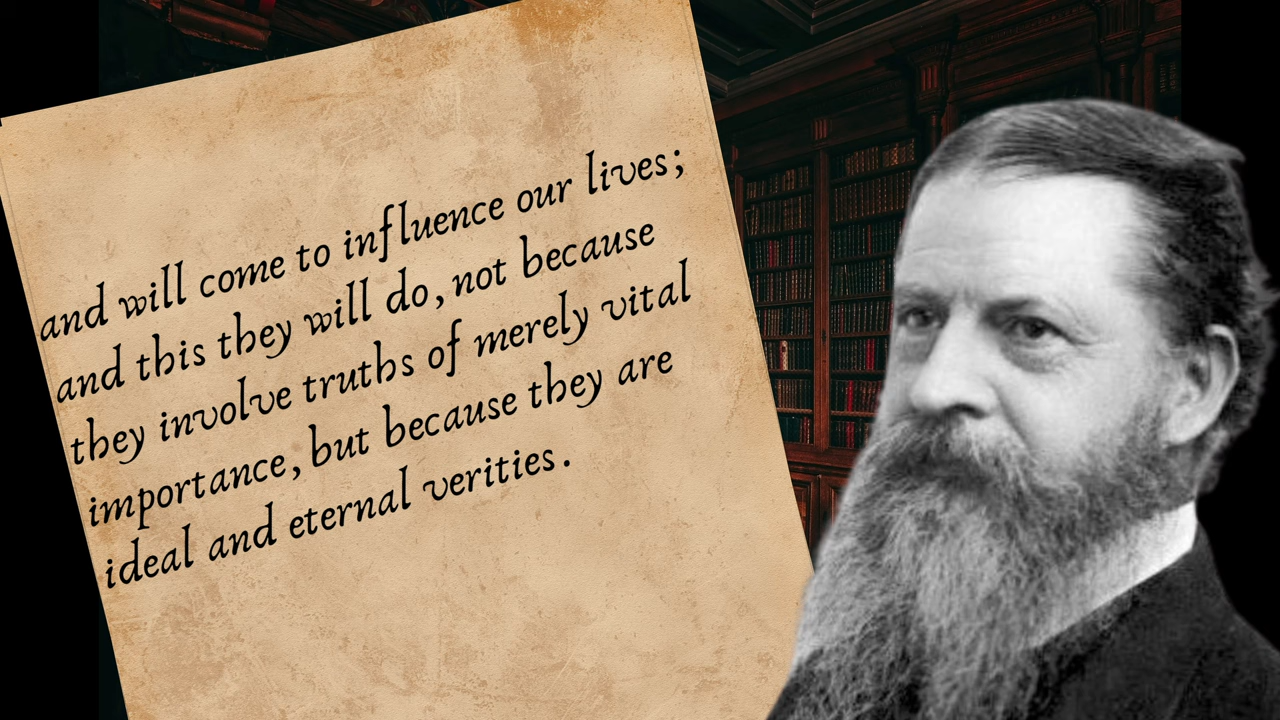 and will come to influence our lives;
and this they will do, not because
they involve truths of merely vital
importance, but because they are
ideal and eternal verities.